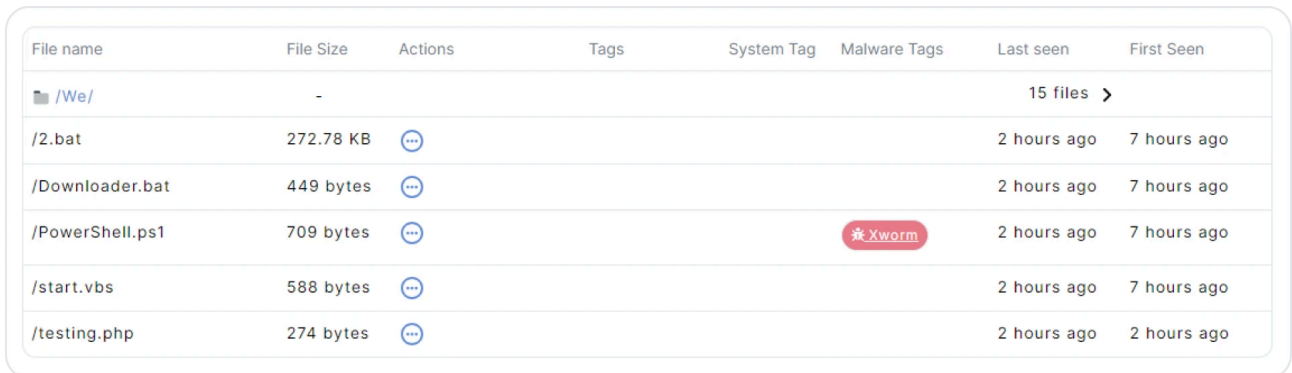 File name File Size Actions Tags System Tag Malware Tags Last seen First Seen
/We/ - 15 files
/2.bat 272.78 KB 2 hours ago 7 hours ago
/Downloader.bat 449 bytes 2 hours ago 7 hours ago
/PowerShell.ps1 709 bytes Xworm 2 hours ago 7 hours ago
/start.vbs 588 bytes 2 hours ago 7 hours ago
/testing.php 274 bytes 2 hours ago 2 hours ago